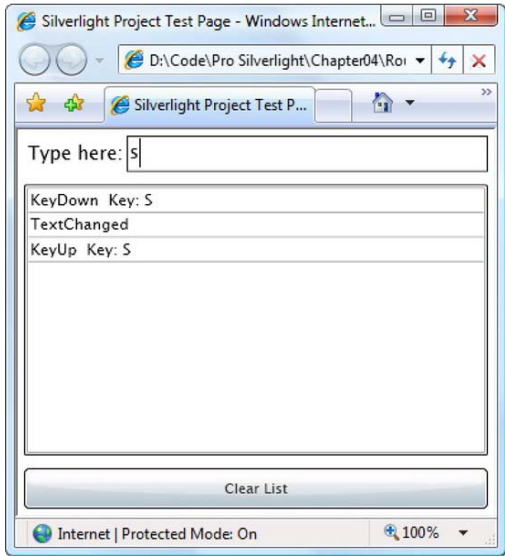 Silverlight Project Test Page - Windows Internet...
D:\Code\Pro Silverlight\Chapter04\Rou
Silverlight Project Test P...
Type here: s
KeyDown Key: S
TextChanged
KeyUp Key: S
Clear List
Internet | Protected Mode: On 100%